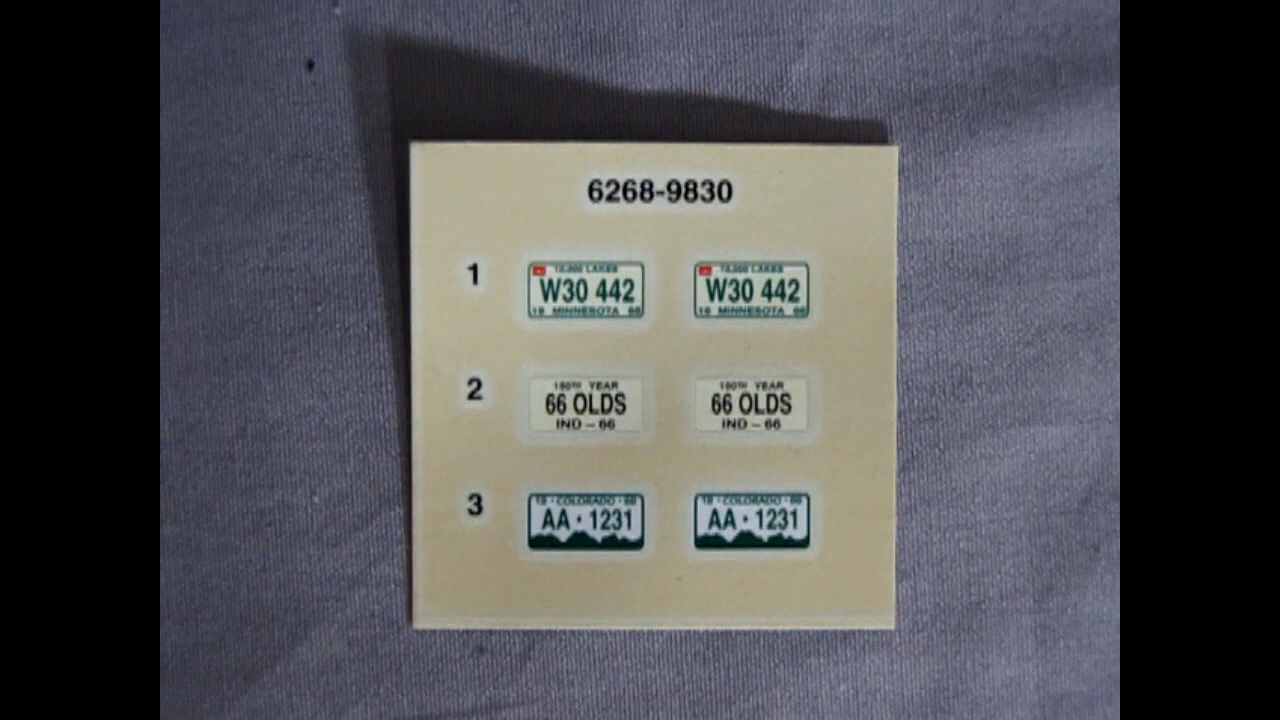 6268-9830
1
10,000 LAKES 10,000 LAKES
W30 442 W30 442
19 MINNESOTA 66 19 MINNESOTA 66
2
YEAR YEAR
66 OLDS 66 OLDS
IND – 66 IND – 66
3
19 · COLORADO · 66 19 · COLORADO · 66
AA · 1231 AA · 1231